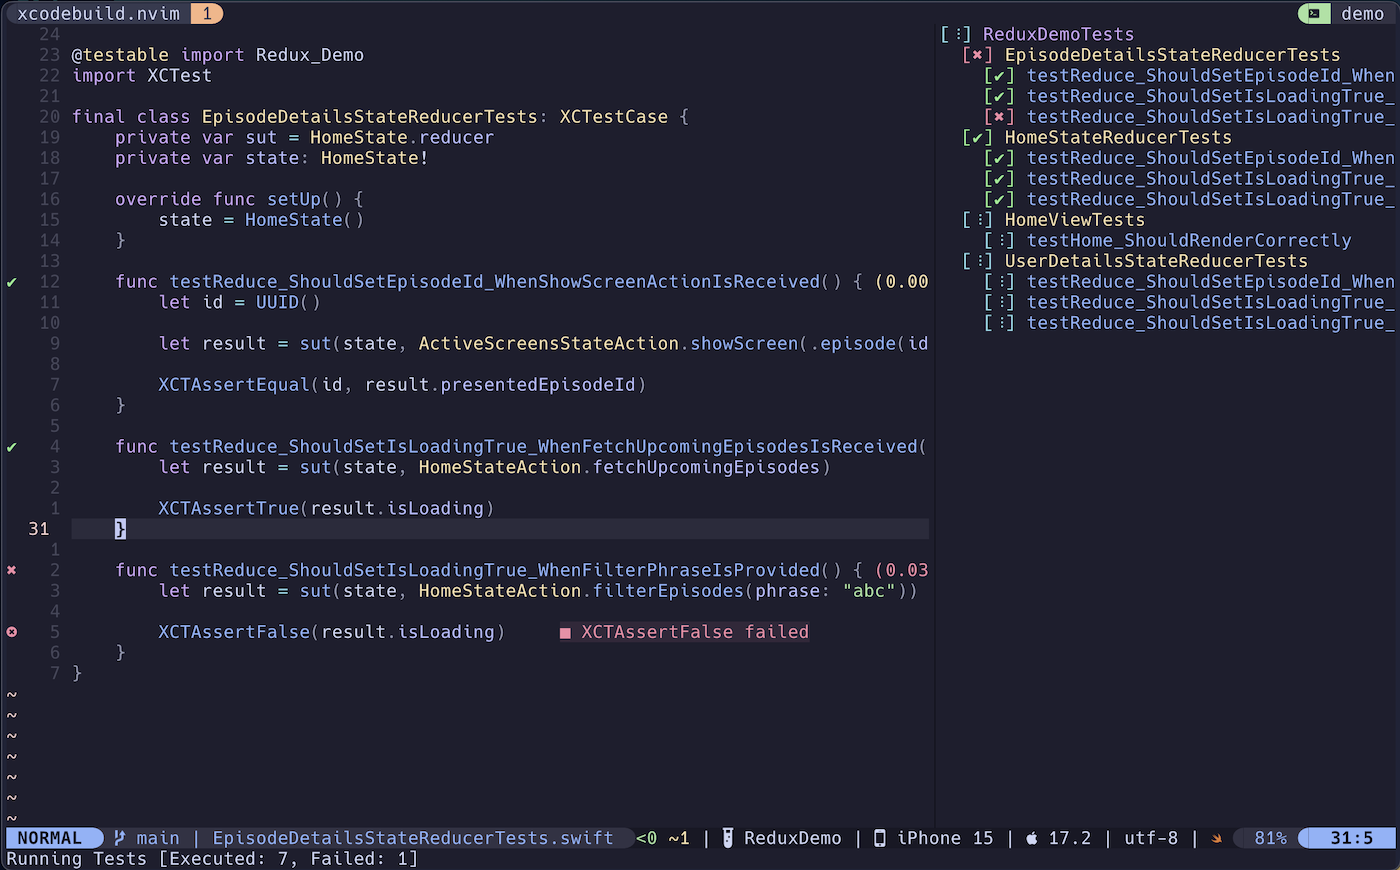 xcodebuild.nvim 1 demo
24
23 @testable import Redux_Demo
22 import XCTest
21
20 final class EpisodeDetailsStateReducerTests: XCTestCase {
19     private var sut = HomeState.reducer
18     private var state: HomeState!
17
16     override func setUp() {
15         state = HomeState()
14     }
13
✔ 12     func testReduce_ShouldSetEpisodeId_WhenShowScreenActionIsReceived() { (0.00
11         let id = UUID()
10
9         let result = sut(state, ActiveScreensStateAction.showScreen(.episode(id
8
7         XCTAssertEqual(id, result.presentedEpisodeId)
6     }
5
✔ 4     func testReduce_ShouldSetIsLoadingTrue_WhenFetchUpcomingEpisodesIsReceived(
3         let result = sut(state, HomeStateAction.fetchUpcomingEpisodes)
2
1         XCTAssertTrue(result.isLoading)
31     }
1
✖ 2     func testReduce_ShouldSetIsLoadingTrue_WhenFilterPhraseIsProvided() { (0.03
3         let result = sut(state, HomeStateAction.filterEpisodes(phrase: "abc"))
4
5         XCTAssertFalse(result.isLoading)     ■ XCTAssertFalse failed
6     }
7 }
~
~
~
~
~
~
~
[⋮] ReduxDemoTests
[✖] EpisodeDetailsStateReducerTests
[✔] testReduce_ShouldSetEpisodeId_When
[✔] testReduce_ShouldSetIsLoadingTrue_
[✖] testReduce_ShouldSetIsLoadingTrue_
[✔] HomeStateReducerTests
[✔] testReduce_ShouldSetEpisodeId_When
[✔] testReduce_ShouldSetIsLoadingTrue_
[✔] testReduce_ShouldSetIsLoadingTrue_
[⋮] HomeViewTests
[⋮] testHome_ShouldRenderCorrectly
[⋮] UserDetailsStateReducerTests
[⋮] testReduce_ShouldSetEpisodeId_When
[⋮] testReduce_ShouldSetIsLoadingTrue_
[⋮] testReduce_ShouldSetIsLoadingTrue_
NORMAL main | EpisodeDetailsStateReducerTests.swift <0 ~1 | ReduxDemo | iPhone 15 | 17.2 | utf-8 | 81% 31:5
Running Tests [Executed: 7, Failed: 1]